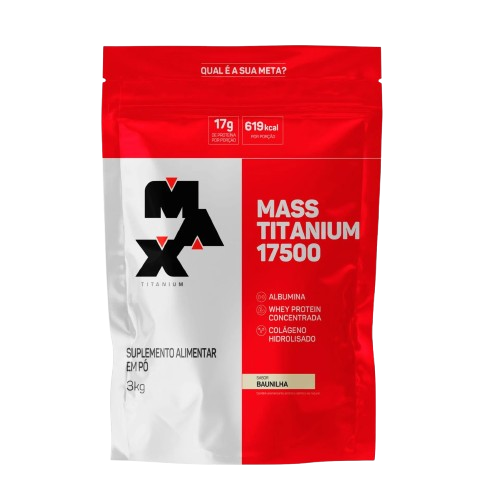 QUAL É A SUA META?
17g
DE PROTEÍNA
POR PORÇÃO
619kcal
POR PORÇÃO
MAX
TITANIUM
MASS
TITANIUM
17500
ALBUMINA
WHEY PROTEIN
CONCENTRADA
COLÁGENO
HIDROLISADO
SUPLEMENTO ALIMENTAR
EM PÓ
3kg
SABOR
BAUNILHA